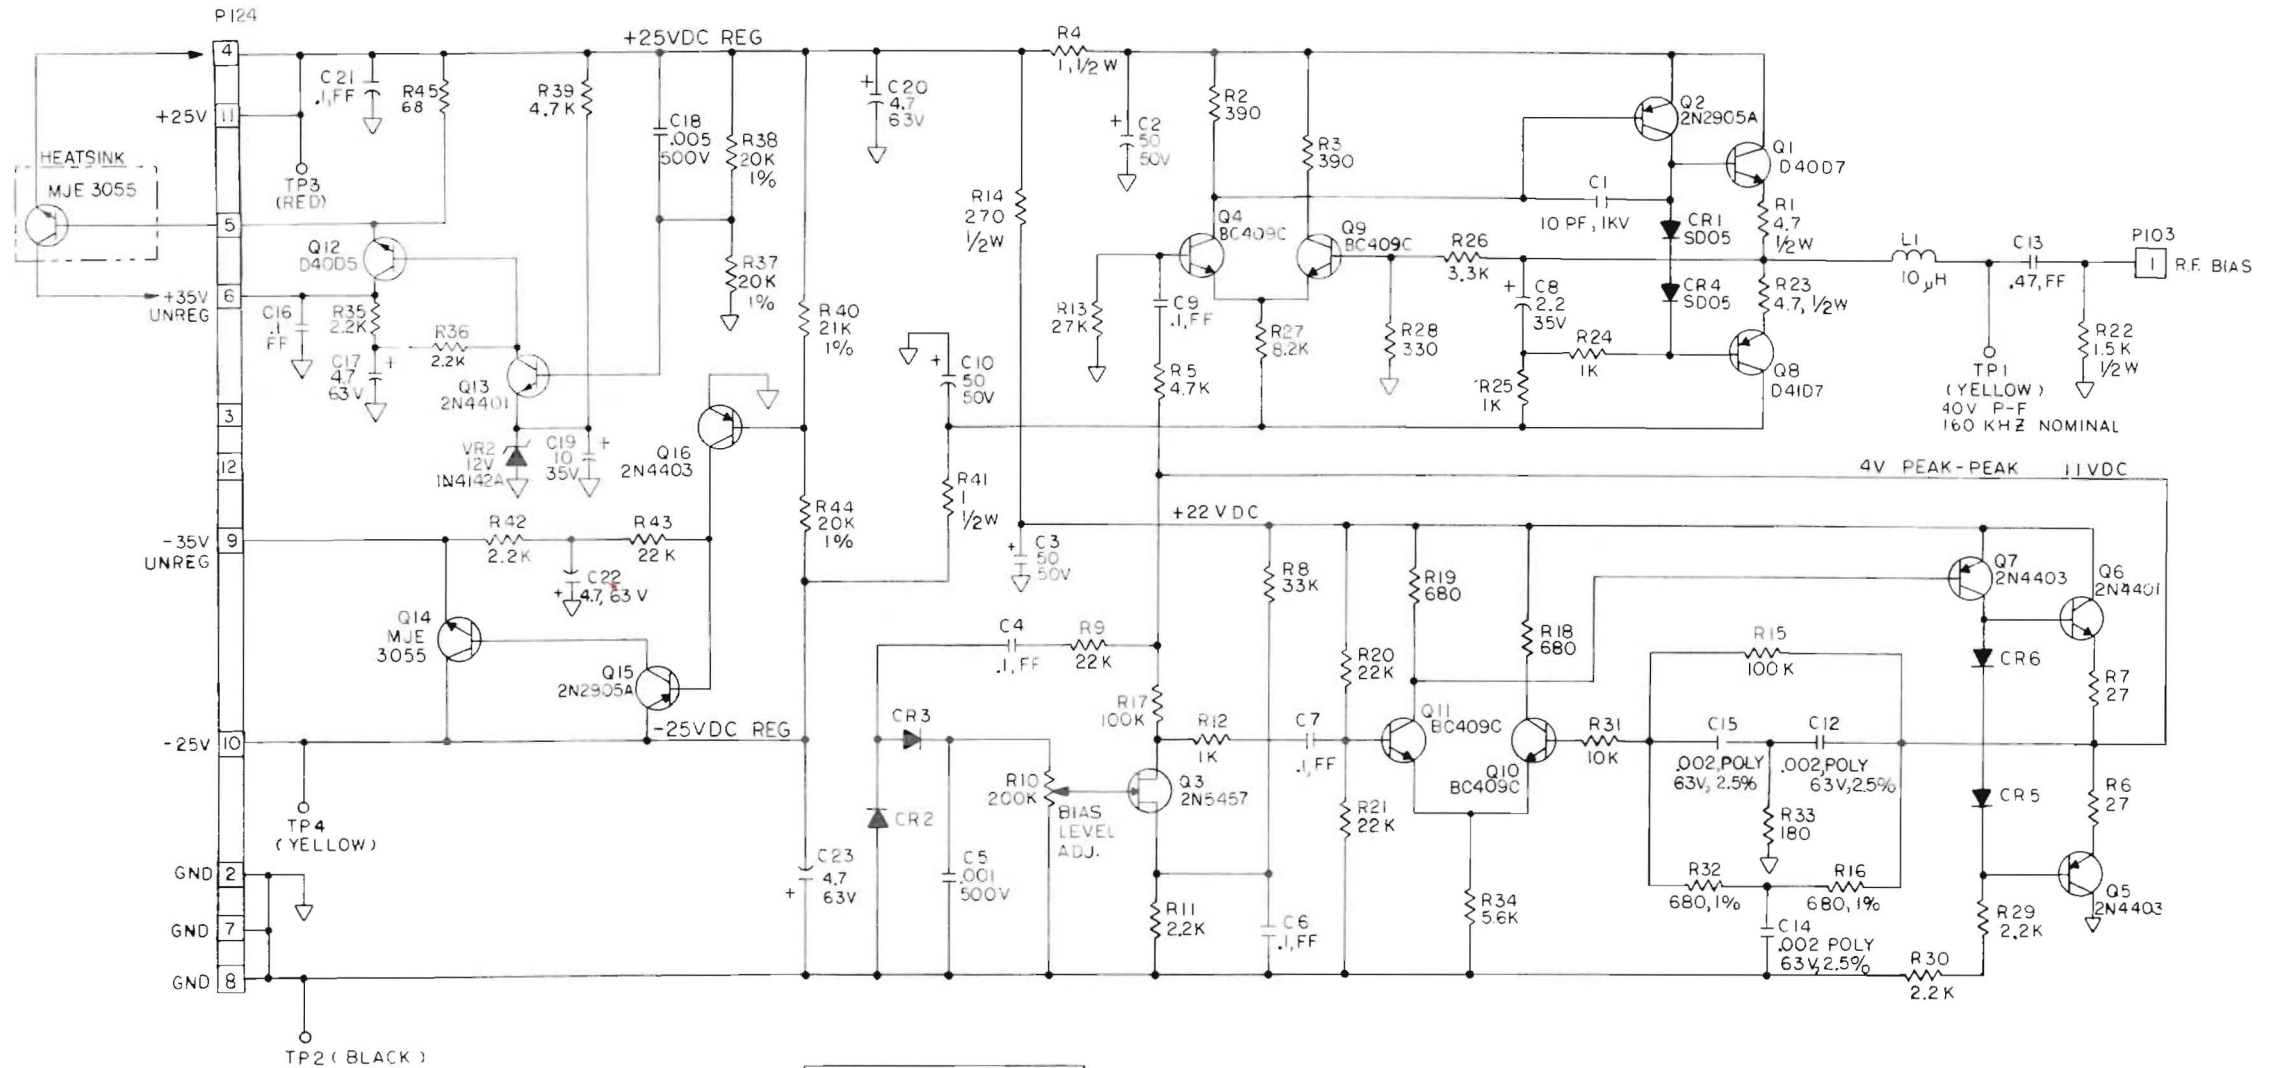 P124
4
+25VDC REG
+25V
11
HEATSINK
MJE 3055
C21
.1,FF
R45
68
TP3
(RED)
5
Q12
D40D5
+35V
UNREG
6
C16
.1
FF
R35
2.2K
C17
4.7
63V
+
R36
2.2K
Q13
2N4401
R39
4.7K
C18
.005
500V
R38
20K
1%
R37
20K
1%
VR2
12V
1N4142A
C19
10
35V
+
3
12
Q16
2N4403
R40
21K
1%
R44
20K
1%
-35V
UNREG
9
R42
2.2K
R43
22K
C22
+ 4.7, 63V
Q14
MJE
3055
Q15
2N2905A
-25V
10
-25VDC REG
TP4
(YELLOW)
GND
2
GND
7
GND
8
TP2 (BLACK)
+
C20
4.7
63V
R4
1, 1/2W
+
C2
50
50V
R14
270
1/2W
R2
390
R3
390
Q4
BC409C
Q9
BC409C
R13
27K
C9
.1,FF
R5
4.7K
R27
8.2K
R26
3.3K
R28
330
+
C8
2.2
35V
R24
1K
R25
1K
C1
10 PF, 1KV
Q2
2N2905A
Q1
D40D7
CR1
SD05
CR4
SD05
R1
4.7
1/2W
R23
4.7, 1/2W
Q8
D41D7
L1
10 µH
C13
.47, FF
P103
1
R.F. BIAS
TP1
(YELLOW)
40V P-F
160 KHZ NOMINAL
R22
1.5K
1/2W
+
C10
50
50V
R41
1
1/2W
4V PEAK-PEAK
11VDC
+22VDC
+
C3
50
50V
R8
33K
C4
.1, FF
R9
22K
R17
100K
R12
1K
C7
.1,FF
R20
22K
R21
22K
R19
680
R18
680
Q11
BC409C
Q10
BC409C
R31
10K
R15
100K
C15
.002,POLY
63V, 2.5%
C12
.002,POLY
63V,2.5%
R33
180
R32
680,1%
R16
680,1%
C14
.002 POLY
63V,2.5%
Q7
2N4403
Q6
2N4401
CR6
R7
27
CR5
R6
27
Q5
2N4403
R29
2.2K
R30
2.2K
C23
4.7
63V
+
CR3
CR2
C5
.001
500V
R10
200K
BIAS
LEVEL
ADJ.
Q3
2N5457
R11
2.2K
C6
.1,FF
R34
5.6K